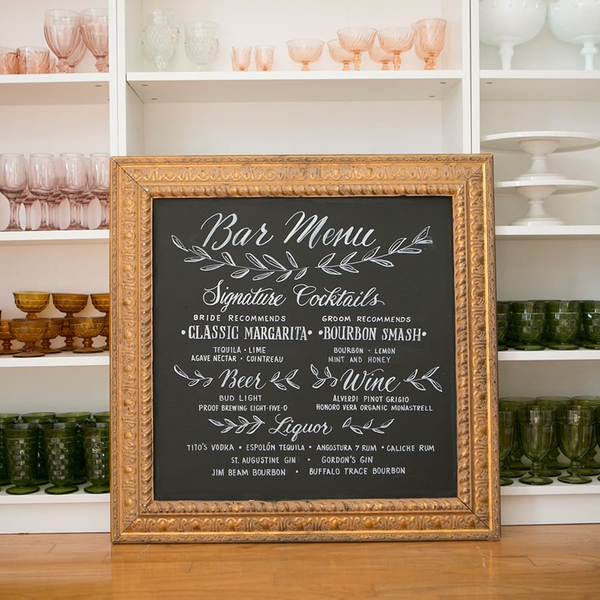 Bar Menu
Signature Cocktails
BRIDE RECOMMENDS
• CLASSIC MARGARITA •
TEQUILA • LIME
AGAVE NECTAR • COINTREAU
GROOM RECOMMENDS
• BOURBON SMASH •
BOURBON • LEMON
MINT AND HONEY
Beer
BUD LIGHT
PROOF BREWING EIGHT-FIVE-O
Wine
ALVERDI PINOT GRIGIO
HONORO VERA ORGANIC MONASTRELL
Liquor
TITO'S VODKA • ESPOLÓN TEQUILA • ANGOSTURA 7 RUM • CALICHE RUM
ST. AUGUSTINE GIN • GORDON'S GIN
JIM BEAM BOURBON • BUFFALO TRACE BOURBON